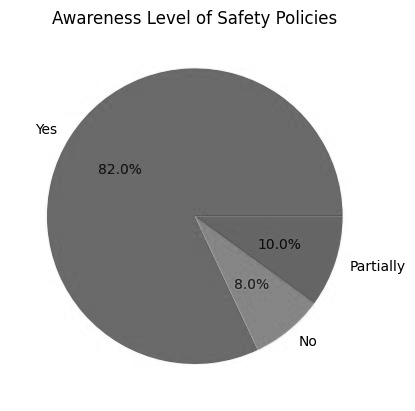 Awareness Level of Safety Policies
Yes
82.0%
10.0%
Partially
8.0%
No